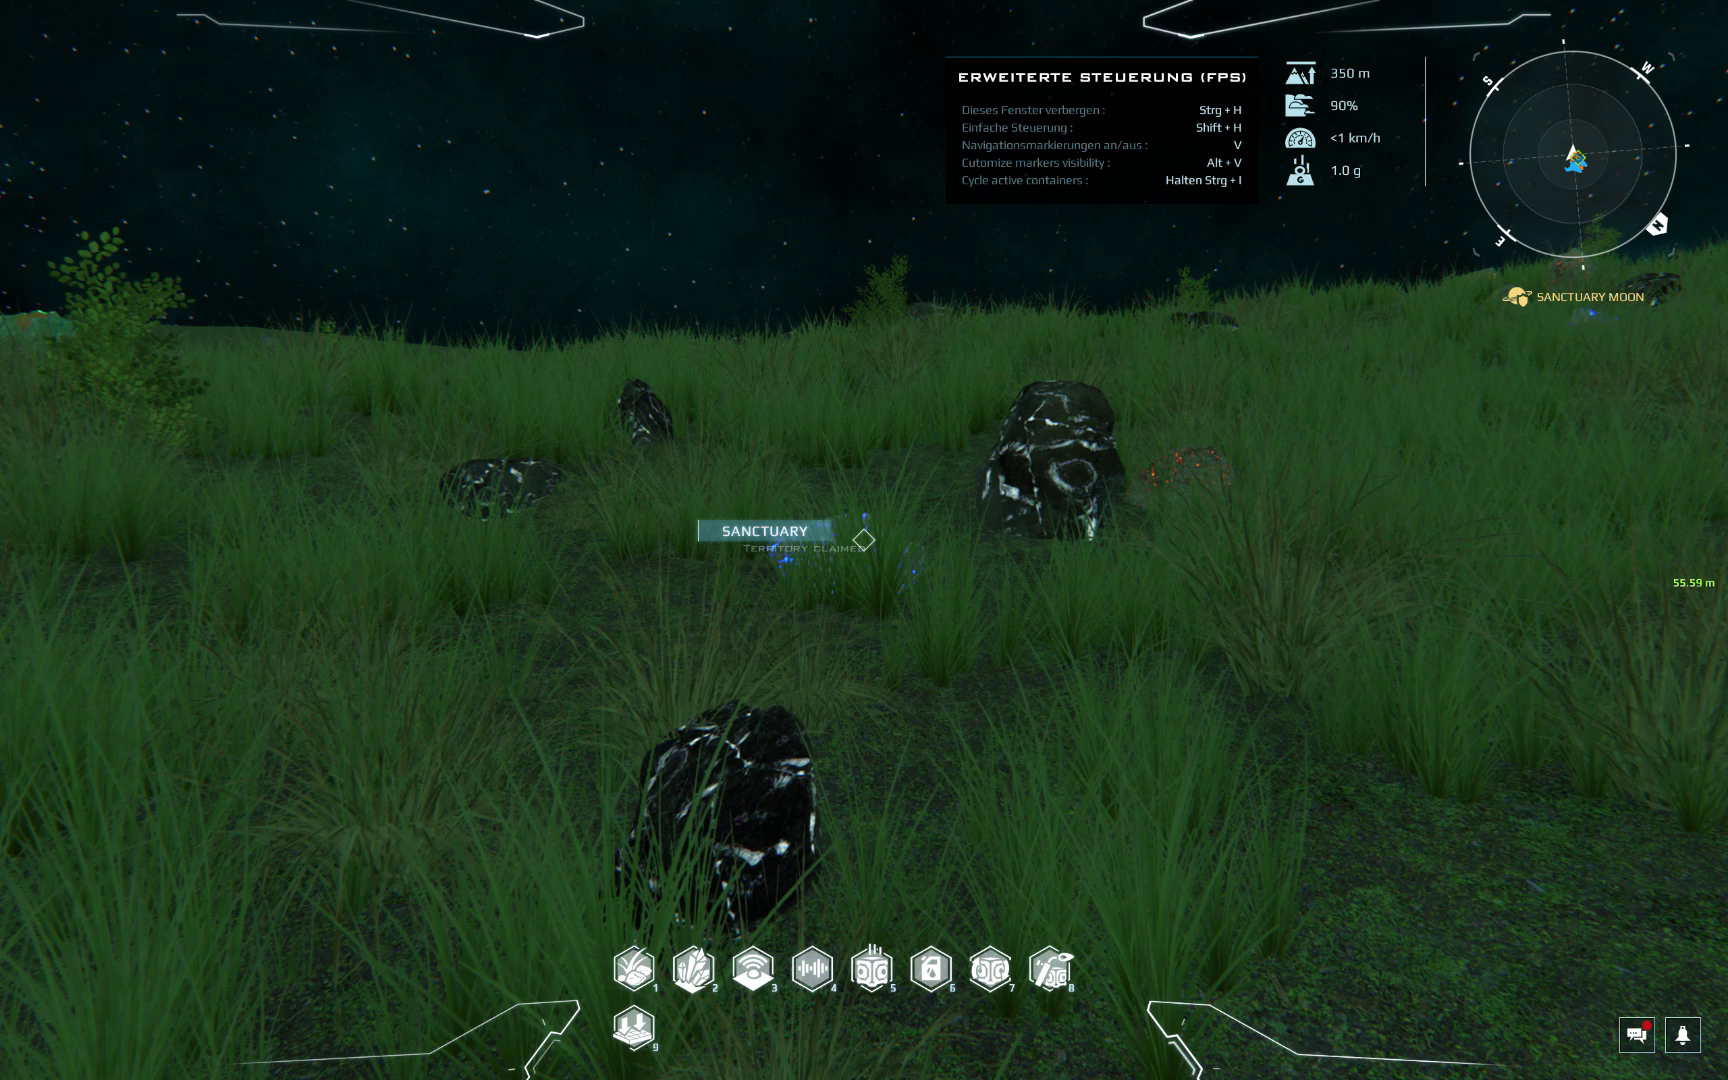 ERWEITERTE STEUERUNG (FPS)
Dieses Fenster verbergen : Strg + H
Einfache Steuerung : Shift + H
Navigationsmarkierungen an/aus : V
Cutomize markers visibility : Alt + V
Cycle active containers : Halten Strg + I
350 m
90%
<1 km/h
1.0 g
G
S
W
E
N
SANCTUARY MOON
SANCTUARY
TERRITORY CLAIMED
55.59 m
1 2 3 4 5 6 7 8
9